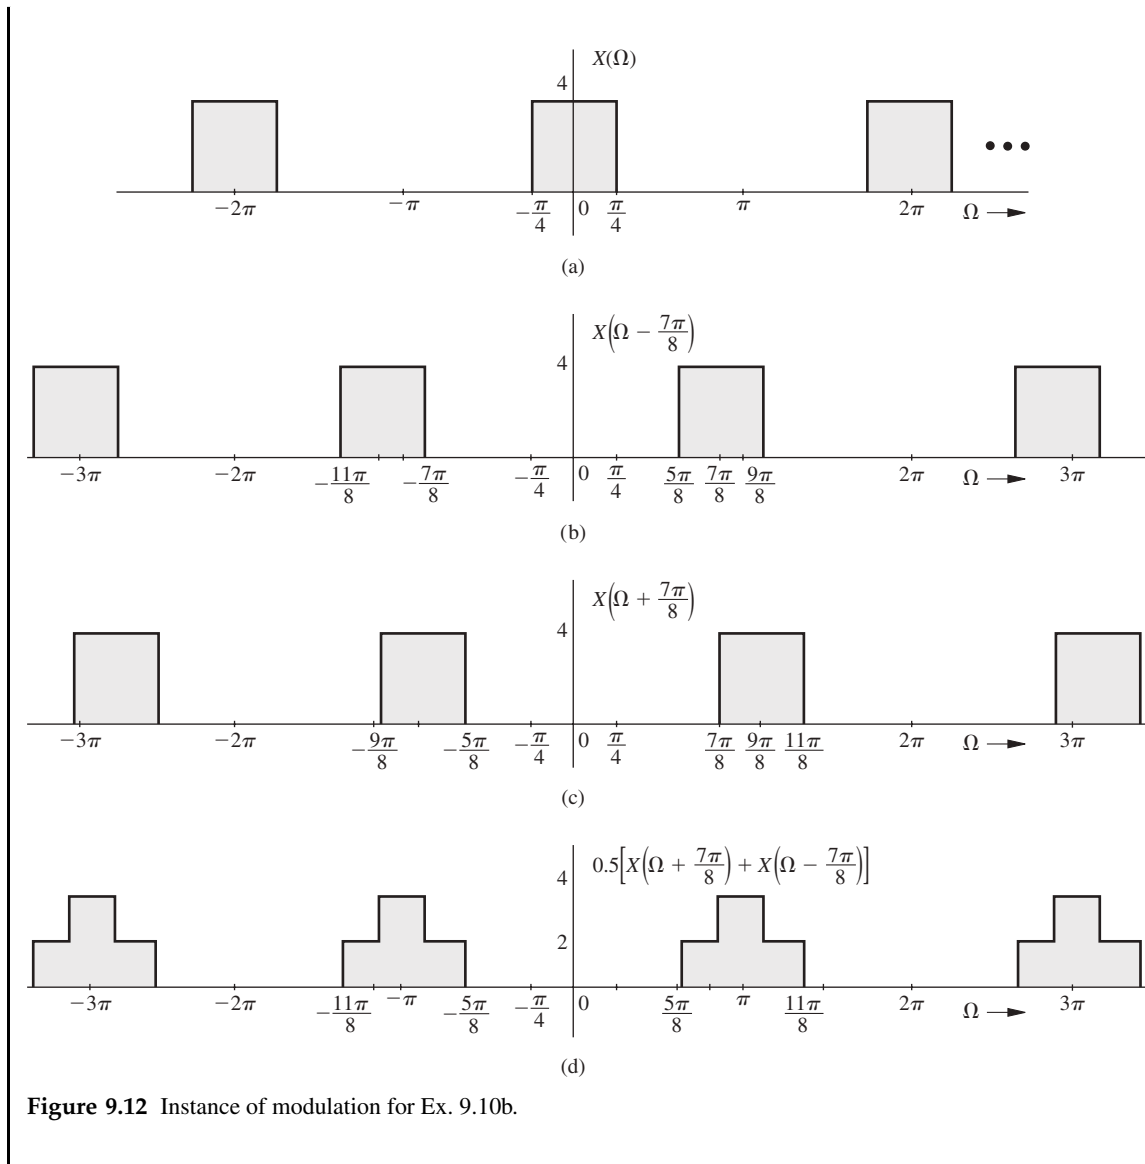 X(Ω)
4
−2π −π −π/4 0 π/4 π 2π Ω
(a)
X(Ω − 7π/8)
4
−3π −2π −11π/8 −7π/8 −π/4 0 π/4 5π/8 7π/8 9π/8 2π Ω 3π
(b)
X(Ω + 7π/8)
4
−3π −2π −9π/8 −5π/8 −π/4 0 π/4 7π/8 9π/8 11π/8 2π Ω 3π
(c)
0.5[X(Ω + 7π/8) + X(Ω − 7π/8)]
4
2
−3π −2π −11π/8 −π −5π/8 −π/4 0 5π/8 π 11π/8 2π Ω 3π
(d)
Figure 9.12 Instance of modulation for Ex. 9.10b.